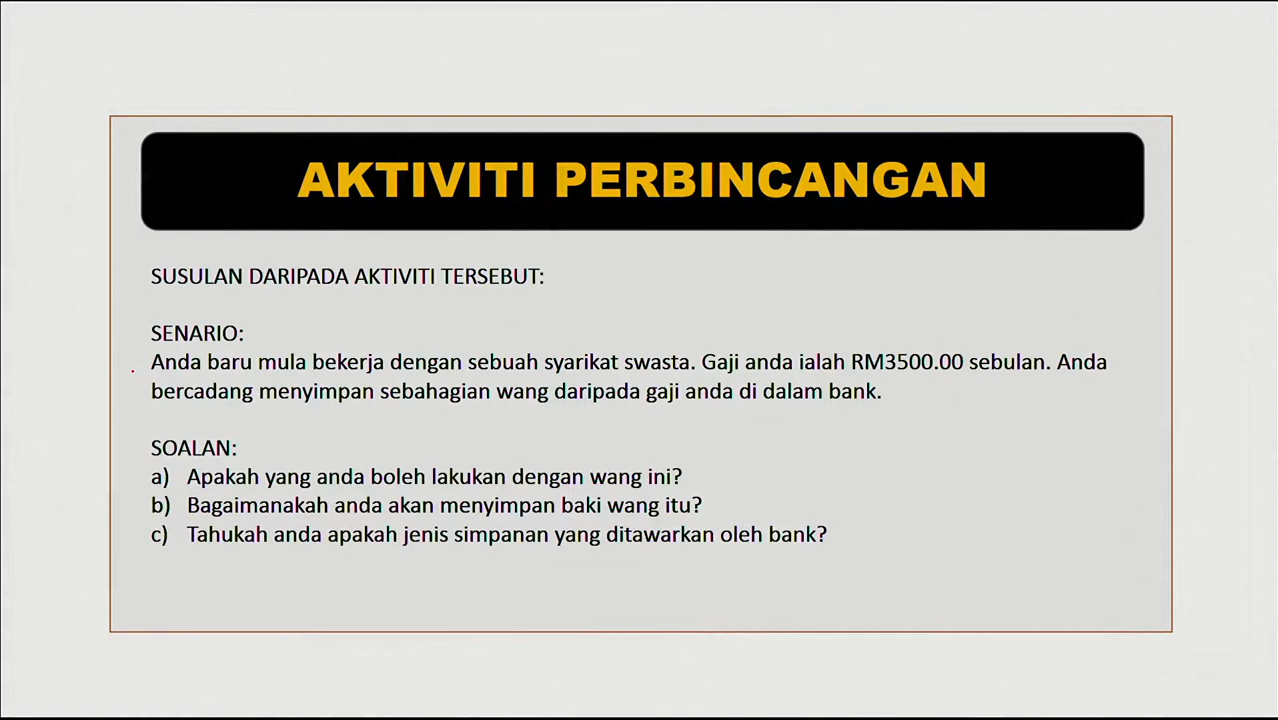 AKTIVITI PERBINCANGAN
SUSULAN DARIPADA AKTIVITI TERSEBUT:
SENARIO:
Anda baru mula bekerja dengan sebuah syarikat swasta. Gaji anda ialah RM3500.00 sebulan. Anda
bercadang menyimpan sebahagian wang daripada gaji anda di dalam bank.
SOALAN:
a) Apakah yang anda boleh lakukan dengan wang ini?
b) Bagaimanakah anda akan menyimpan baki wang itu?
c) Tahukah anda apakah jenis simpanan yang ditawarkan oleh bank?